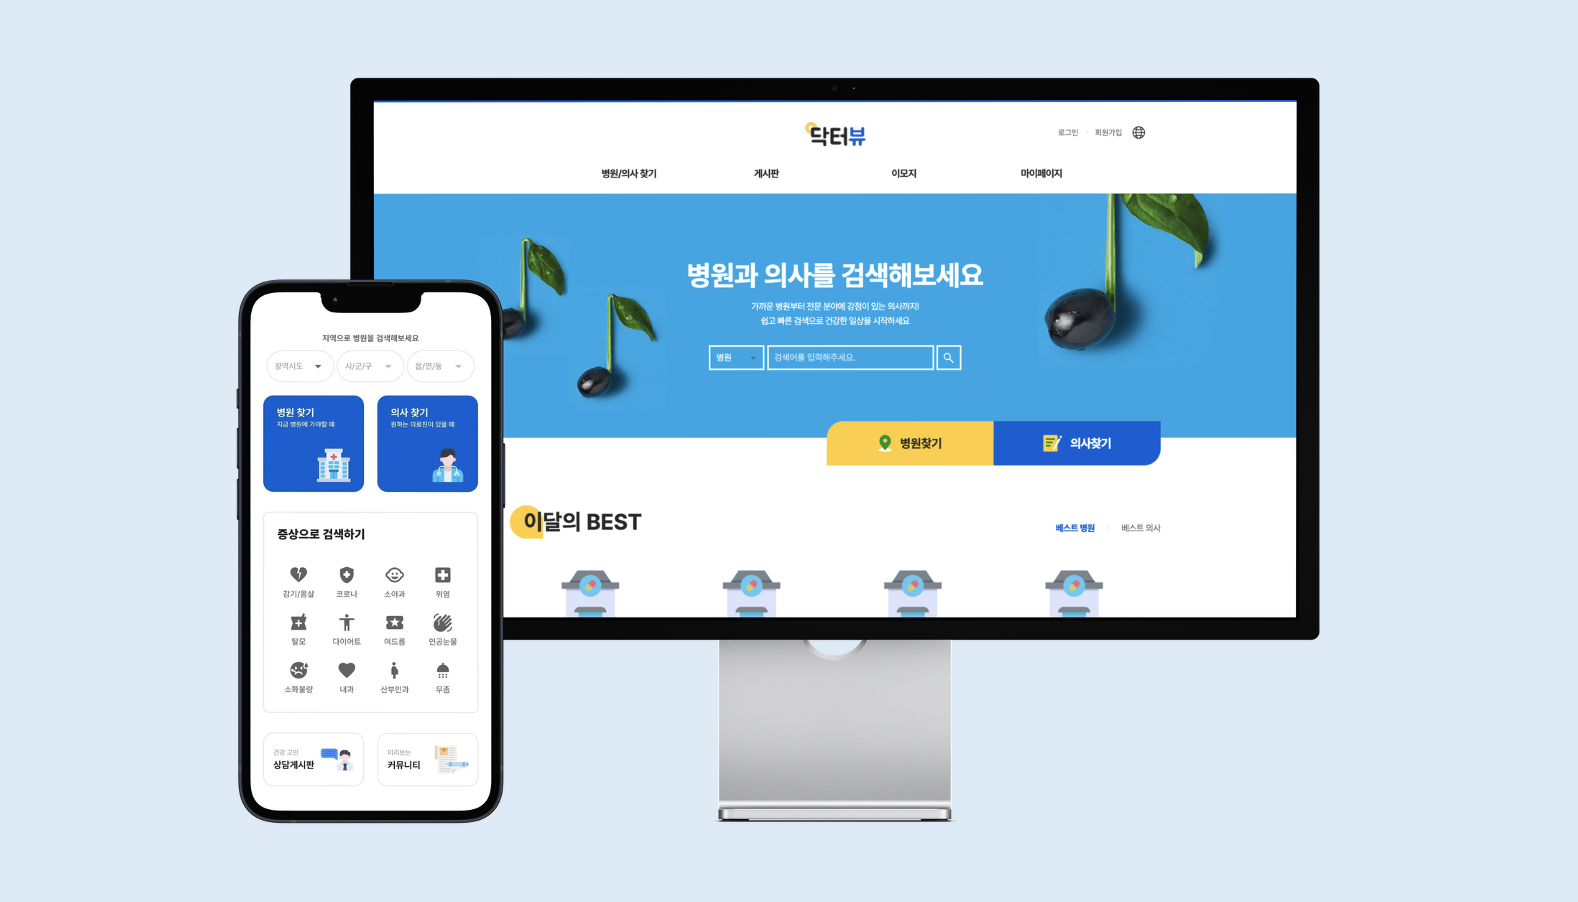 닥터뷰
로그인
회원가입
병원/의사 찾기
게시판
이모지
마이페이지
병원과 의사를 검색해보세요
가까운 병원부터 전문 분야에 강점이 있는 의사까지!
쉽고 빠른 검색으로 건강한 일상을 시작하세요
병원
검색어를 입력해주세요.
병원찾기
의사찾기
이달의 BEST
베스트 병원
베스트 의사
지역으로 병원을 검색해보세요
광역시도
시/군/구
읍/면/동
병원 찾기
지금 병원에 가야할 때
의사 찾기
원하는 의료진이 있을 때
증상으로 검색하기
감기/몸살
코로나
소아과
위염
탈모
다이어트
여드름
인공눈물
소화불량
내과
산부인과
무좀
건강 고민
상담게시판
미리보는
커뮤니티